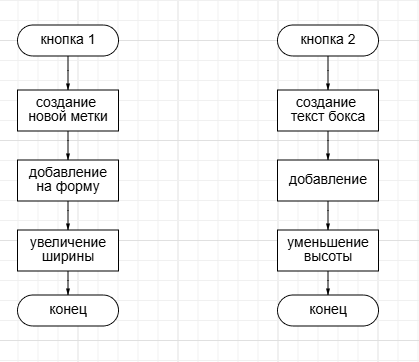 кнопка 1
создание
новой метки
добавление
на форму
увеличение
ширины
конец
кнопка 2
создание
текст бокса
добавление
уменьшение
высоты
конец